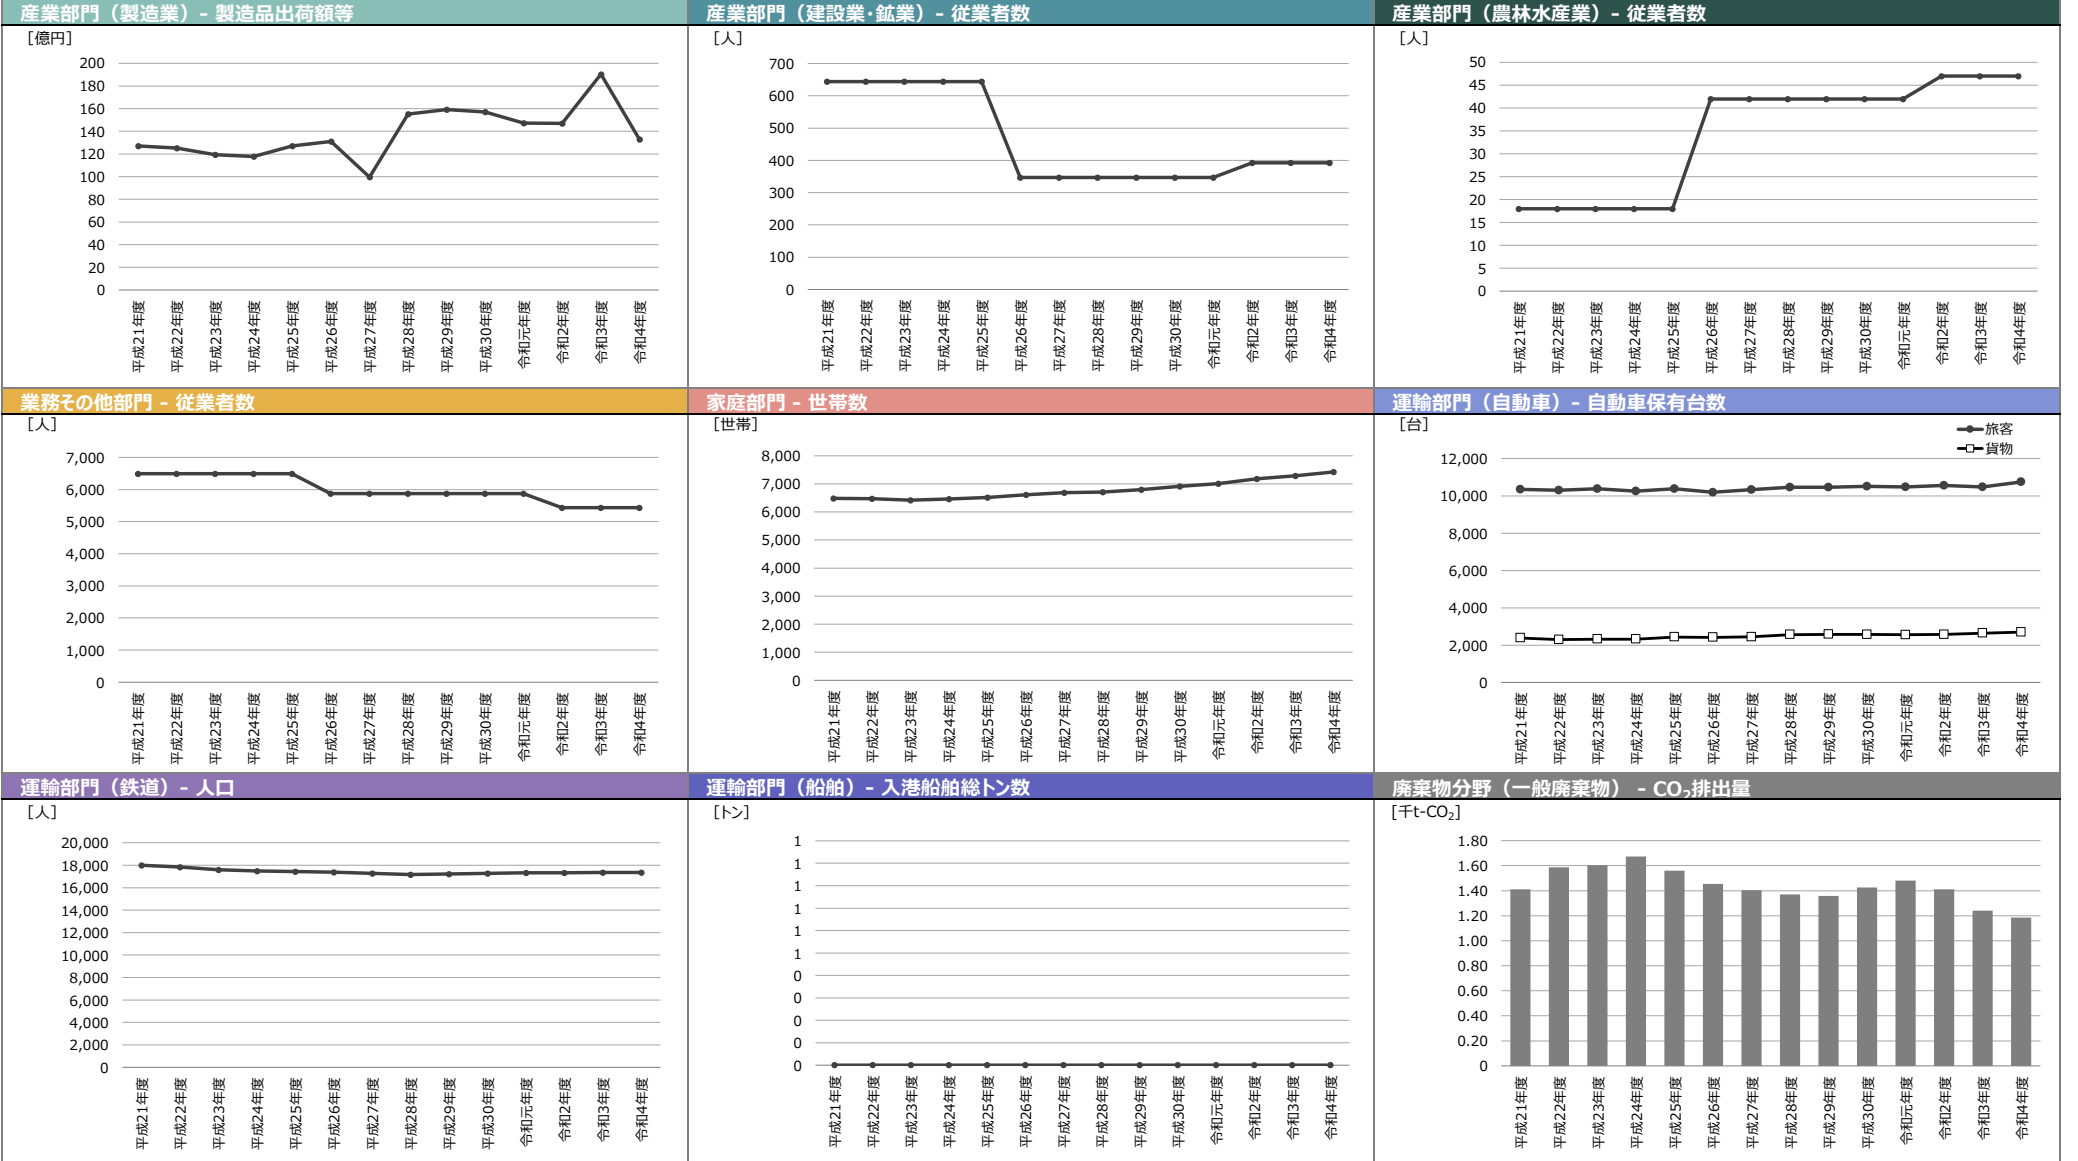 産業部門（製造業）- 製造品出荷額等
［億円］
200
180
160
140
120
100
80
60
40
20
0
平成21年度
平成22年度
平成23年度
平成24年度
平成25年度
平成26年度
平成27年度
平成28年度
平成29年度
平成30年度
令和元年度
令和2年度
令和3年度
令和4年度
産業部門（建設業･鉱業）- 従業者数
［人］
700
600
500
400
300
200
100
0
平成21年度
平成22年度
平成23年度
平成24年度
平成25年度
平成26年度
平成27年度
平成28年度
平成29年度
平成30年度
令和元年度
令和2年度
令和3年度
令和4年度
産業部門（農林水産業）- 従業者数
［人］
50
45
40
35
30
25
20
15
10
5
0
平成21年度
平成22年度
平成23年度
平成24年度
平成25年度
平成26年度
平成27年度
平成28年度
平成29年度
平成30年度
令和元年度
令和2年度
令和3年度
令和4年度
業務その他部門 - 従業者数
［人］
7,000
6,000
5,000
4,000
3,000
2,000
1,000
0
平成21年度
平成22年度
平成23年度
平成24年度
平成25年度
平成26年度
平成27年度
平成28年度
平成29年度
平成30年度
令和元年度
令和2年度
令和3年度
令和4年度
家庭部門 - 世帯数
［世帯］
8,000
7,000
6,000
5,000
4,000
3,000
2,000
1,000
0
平成21年度
平成22年度
平成23年度
平成24年度
平成25年度
平成26年度
平成27年度
平成28年度
平成29年度
平成30年度
令和元年度
令和2年度
令和3年度
令和4年度
運輸部門（自動車）- 自動車保有台数
［台］
旅客
貨物
12,000
10,000
8,000
6,000
4,000
2,000
0
平成21年度
平成22年度
平成23年度
平成24年度
平成25年度
平成26年度
平成27年度
平成28年度
平成29年度
平成30年度
令和元年度
令和2年度
令和3年度
令和4年度
運輸部門（鉄道）- 人口
［人］
20,000
18,000
16,000
14,000
12,000
10,000
8,000
6,000
4,000
2,000
0
平成21年度
平成22年度
平成23年度
平成24年度
平成25年度
平成26年度
平成27年度
平成28年度
平成29年度
平成30年度
令和元年度
令和2年度
令和3年度
令和4年度
運輸部門（船舶）- 入港船舶総トン数
［トン］
1
1
1
1
1
1
0
0
0
0
0
平成21年度
平成22年度
平成23年度
平成24年度
平成25年度
平成26年度
平成27年度
平成28年度
平成29年度
平成30年度
令和元年度
令和2年度
令和3年度
令和4年度
廃棄物分野（一般廃棄物） - CO₂排出量
［千t-CO₂］
1.80
1.60
1.40
1.20
1.00
0.80
0.60
0.40
0.20
0
平成21年度
平成22年度
平成23年度
平成24年度
平成25年度
平成26年度
平成27年度
平成28年度
平成29年度
平成30年度
令和元年度
令和2年度
令和3年度
令和4年度